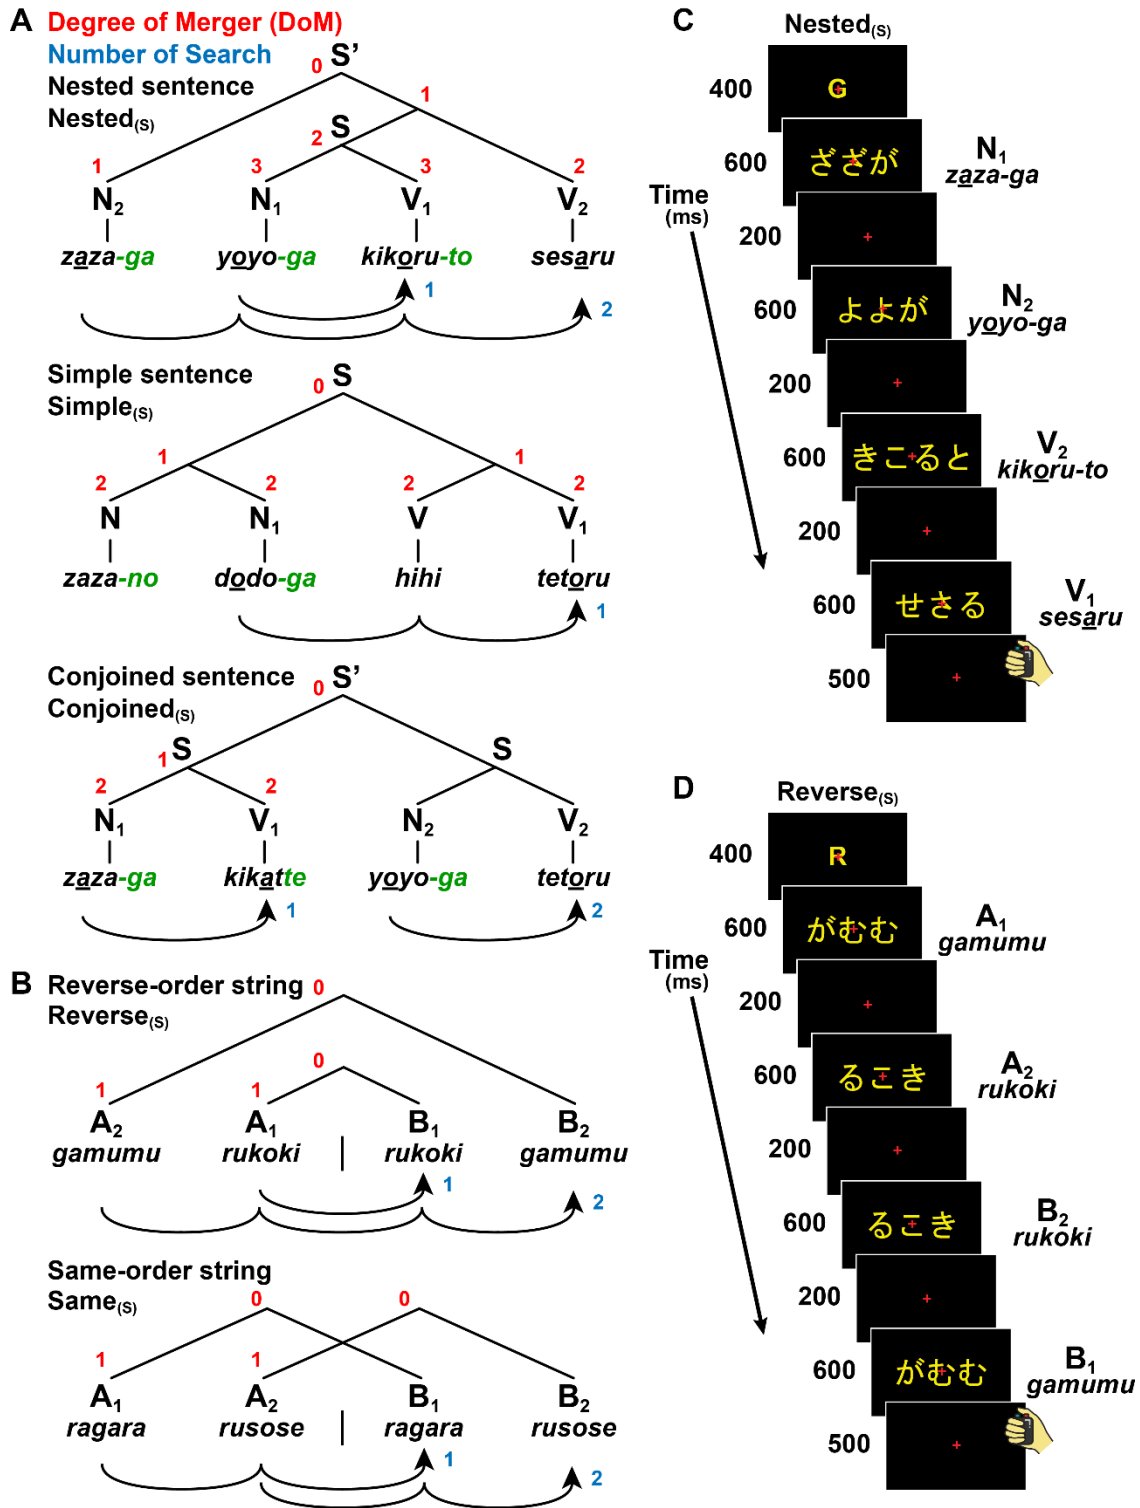 A Degree of Merger (DoM)
Number of Search
Nested sentence
Nested(S)
0 S’
1
S
2
1 3 3 2
N2 N1 V1 V2
zaza-ga yoyo-ga kikoru-to sesaru
1
2
Simple sentence
Simple(S)
0 S
1 1
2 2 2 2
N N1 V V1
zaza-no dodo-ga hihi tetoru
1
Conjoined sentence
Conjoined(S)
0 S’
1 S S
2 2
N1 V1 N2 V2
zaza-ga kikatte yoyo-ga tetoru
1 2
B Reverse-order string
Reverse(S)
0
0
1 1
A2 A1 B1 B2
gamumu rukoki rukoki gamumu
1
2
Same-order string
Same(S)
0 0
1 1
A1 A2 B1 B2
ragara rusose ragara rusose
1
2
C Nested(S)
400 G
600 ざざが N1
zaza-ga
Time
(ms)
200
600 よよが N2
yoyo-ga
200
600 きこると V2
kikoru-to
200
600 せさる V1
sesaru
500
D Reverse(S)
400 R
600 がむむ A1
gamumu
Time
(ms)
200
600 るこき A2
rukoki
200
600 るこき B2
rukoki
200
600 がむむ B1
gamumu
500